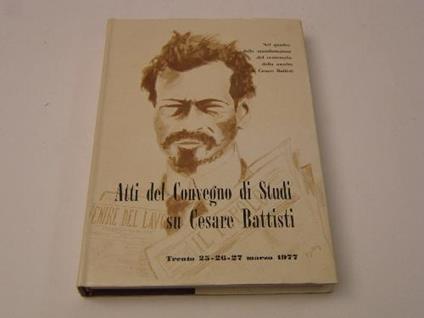 Nel quadro
delle manifestazioni
del centenario
della nascita
di Cesare Battisti
Atti del Convegno di Studi
su Cesare Battisti
Trento 25-26-27 marzo 1977